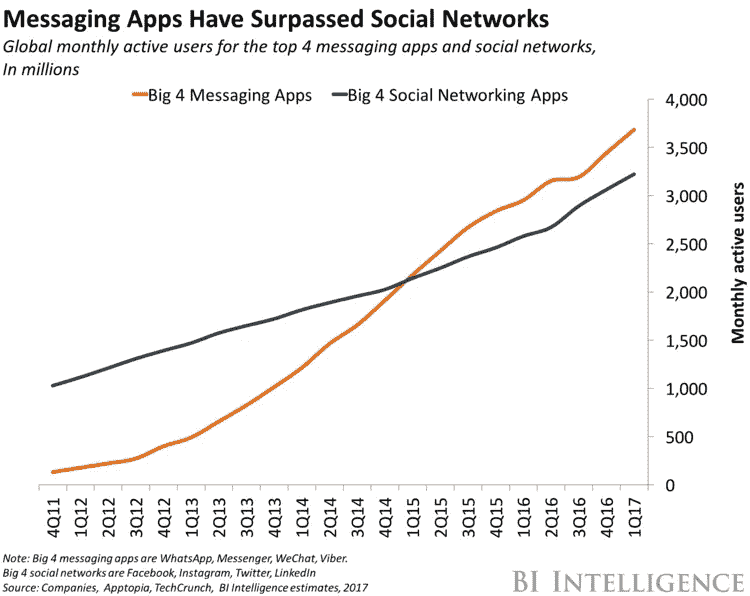 Messaging Apps Have Surpassed Social Networks
Global monthly active users for the top 4 messaging apps and social networks,
In millions
Big 4 Messaging Apps Big 4 Social Networking Apps
4,000
3,500
3,000
2,500
2,000
1,500
1,000
500
0
Monthly active users
4Q11 1Q12 2Q12 3Q12 4Q12 1Q13 2Q13 3Q13 4Q13 1Q14 2Q14 3Q14 4Q14 1Q15 2Q15 3Q15 4Q15 1Q16 2Q16 3Q16 4Q16 1Q17
Note: Big 4 messaging apps are WhatsApp, Messenger, WeChat, Viber.
Big 4 social networks are Facebook, Instagram, Twitter, LinkedIn
Source: Companies, Apptopia, TechCrunch, BI Intelligence estimates, 2017
BI INTELLIGENCE